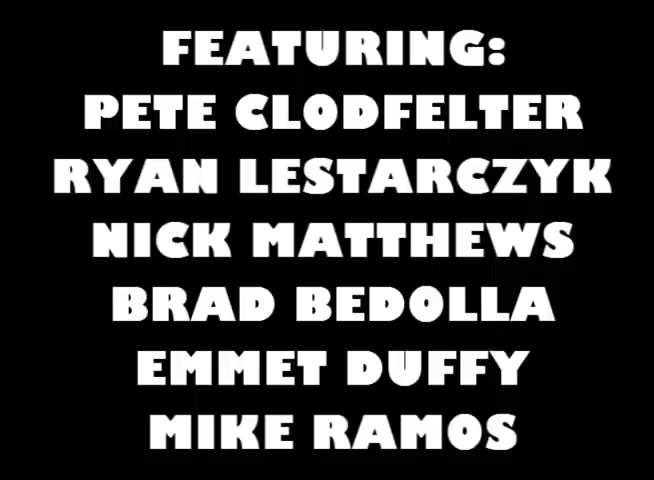 FEATURING:
PETE CLODFELTER
RYAN LESTARCZYK
NICK MATTHEWS
BRAD BEDOLLA
EMMET DUFFY
MIKE RAMOS